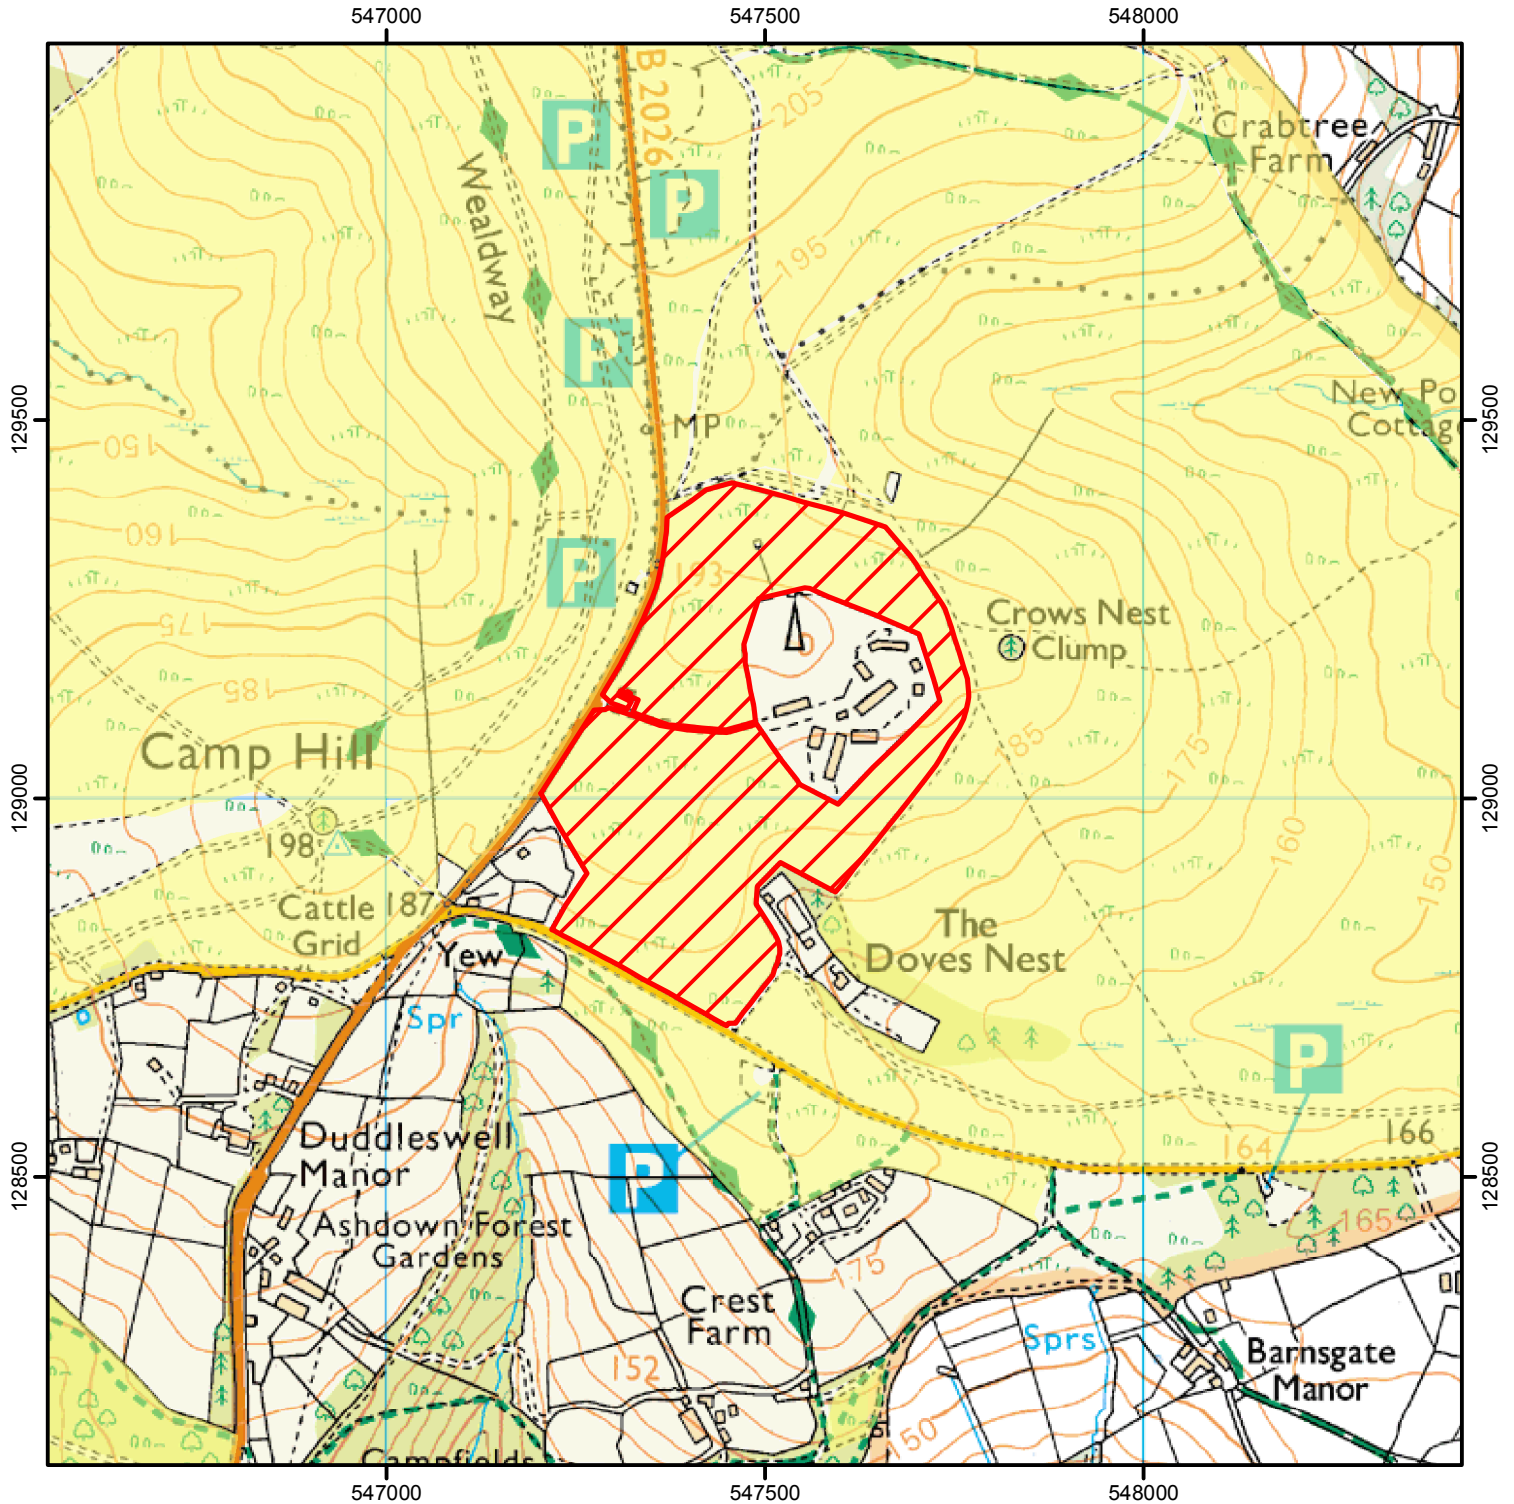 547000
547500
548000
B 2026
205
Crabtree
Farm
P
P
Wealdway
195
P
129500
129500
New Po
Cottag
MP
150
160
P
193
175
Crows Nest
Clump
185
Camp Hill
185
175
129000
129000
198
160
150
Cattle
Grid
187
The
Doves Nest
Yew
Spr
P
164
166
Duddleswell
Manor
P
128500
128500
165
Ashdown Forest
Gardens
175
Crest
Farm
Sprs
152
Barnsgate
Manor
150
Campfields
547000
547500
548000